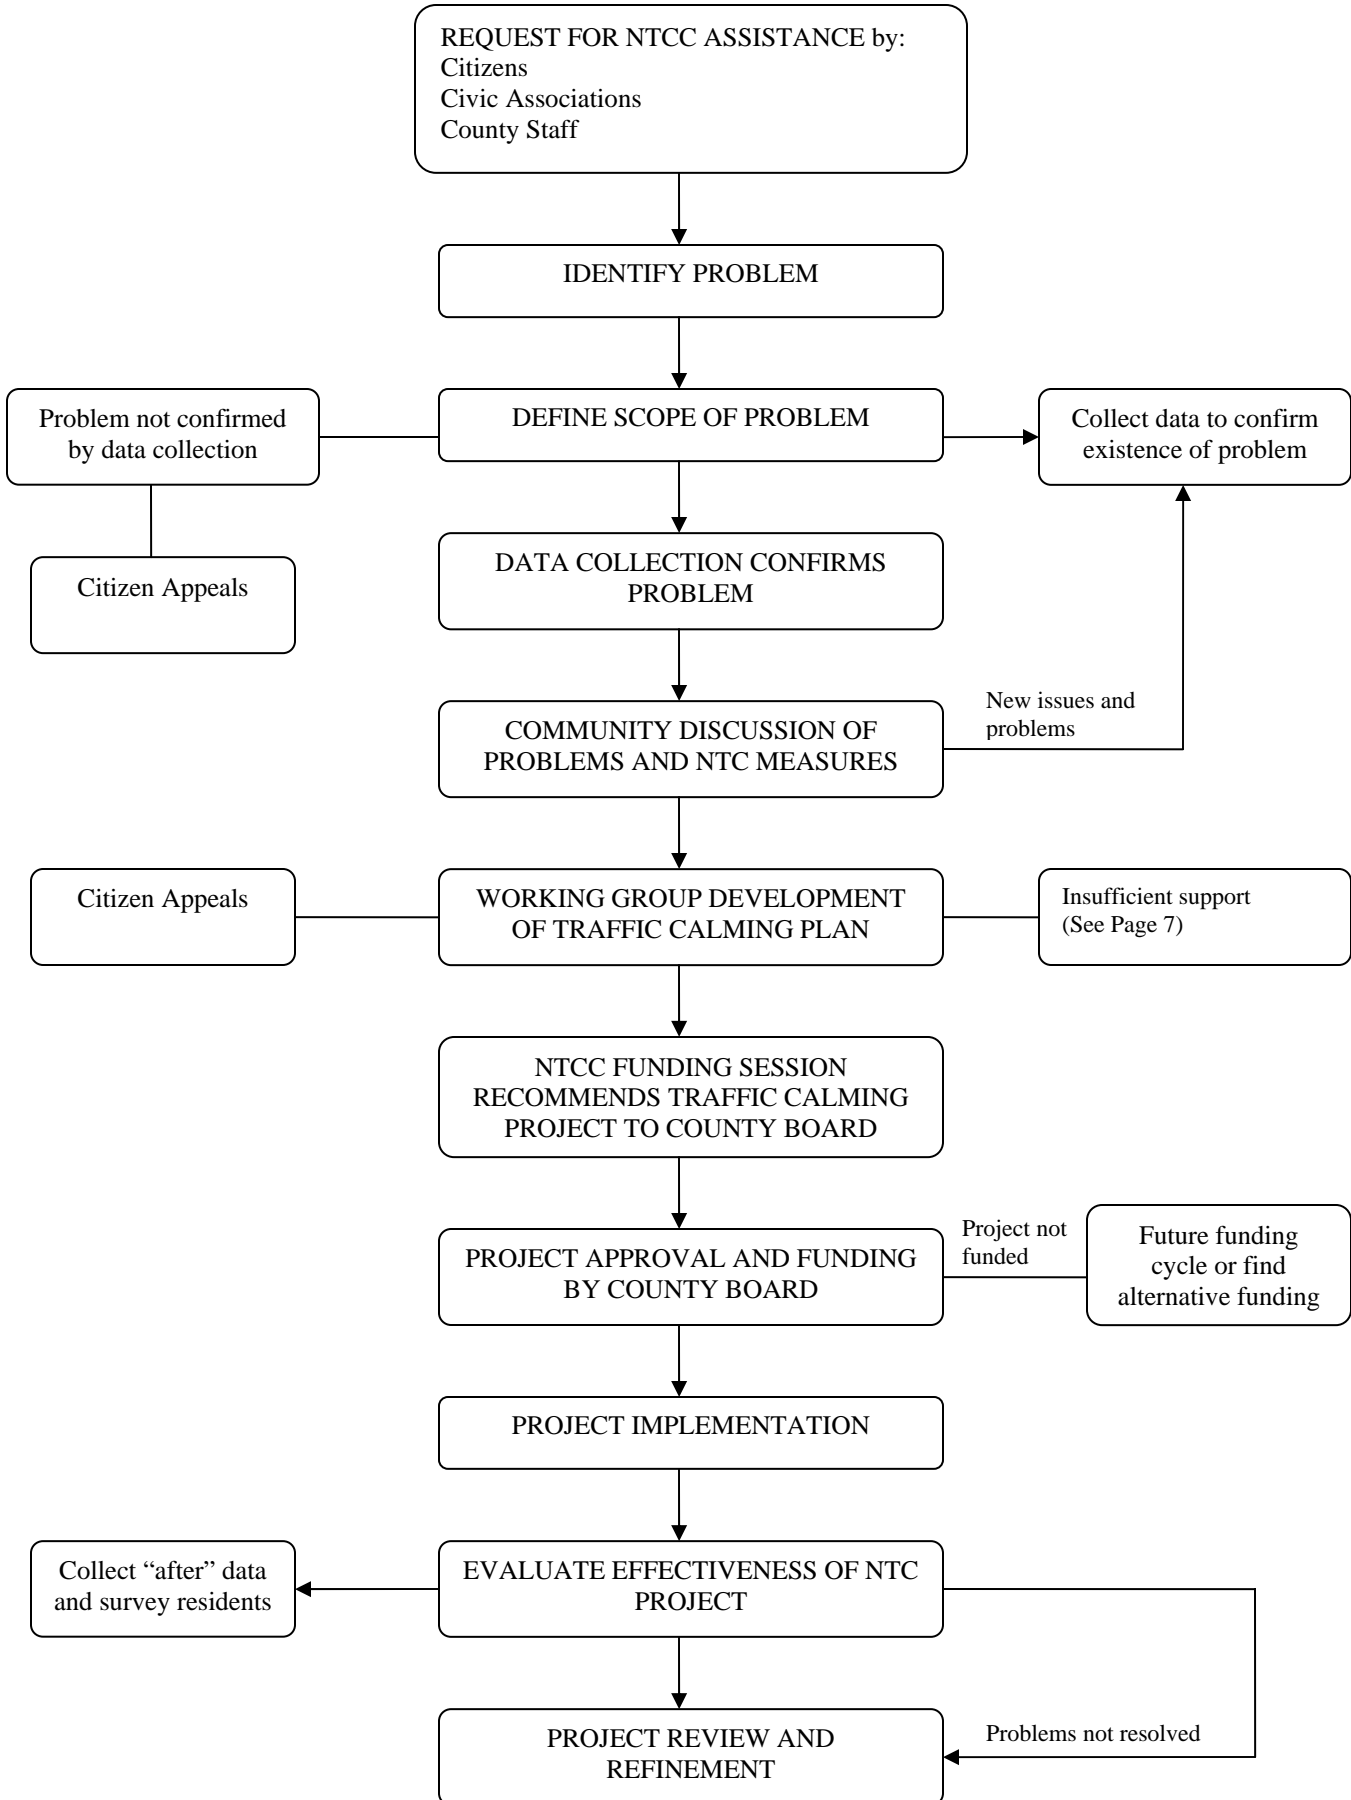 REQUEST FOR NTCC ASSISTANCE by:
Citizens
Civic Associations
County Staff
IDENTIFY PROBLEM
Problem not confirmed
by data collection
DEFINE SCOPE OF PROBLEM
Collect data to confirm
existence of problem
Citizen Appeals
DATA COLLECTION CONFIRMS
PROBLEM
COMMUNITY DISCUSSION OF
PROBLEMS AND NTC MEASURES
New issues and
problems
Citizen Appeals
WORKING GROUP DEVELOPMENT
OF TRAFFIC CALMING PLAN
Insufficient support
(See Page 7)
NTCC FUNDING SESSION
RECOMMENDS TRAFFIC CALMING
PROJECT TO COUNTY BOARD
PROJECT APPROVAL AND FUNDING
BY COUNTY BOARD
Project not
funded
Future funding
cycle or find
alternative funding
PROJECT IMPLEMENTATION
Collect “after” data
and survey residents
EVALUATE EFFECTIVENESS OF NTC
PROJECT
PROJECT REVIEW AND
REFINEMENT
Problems not resolved